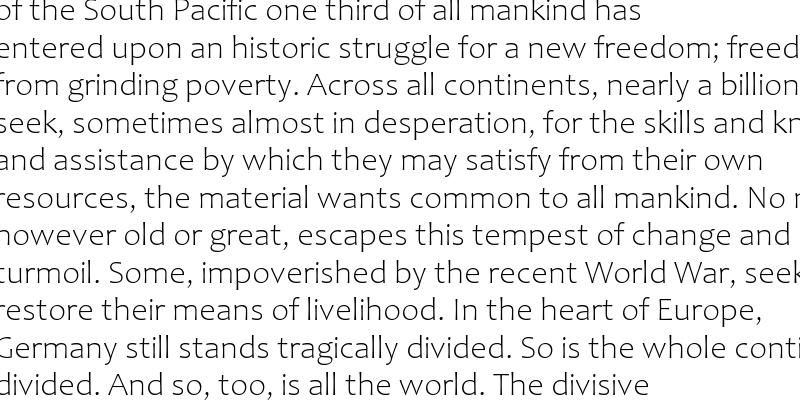 of the South Pacific one third of all mankind has
entered upon an historic struggle for a new freedom; freed
from grinding poverty. Across all continents, nearly a billion
seek, sometimes almost in desperation, for the skills and kn
and assistance by which they may satisfy from their own
resources, the material wants common to all mankind. No n
however old or great, escapes this tempest of change and
turmoil. Some, impoverished by the recent World War, seek
restore their means of livelihood. In the heart of Europe,
Germany still stands tragically divided. So is the whole conti
divided. And so, too, is all the world. The divisive